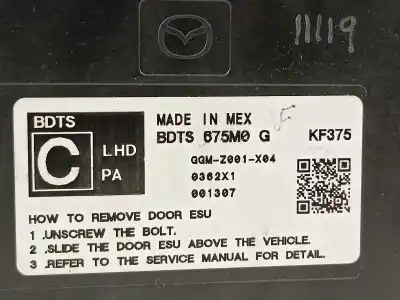 11119
BDTS
C
LHD
PA
MADE IN MEX
BDTS 675M0 G
KF375
GGM-Z001-X04
0362X1
001307
HOW TO REMOVE DOOR ESU
1 .UNSCREW THE BOLT.
2 .SLIDE THE DOOR ESU ABOVE THE VEHICLE.
3 .REFER TO THE SERVICE MANUAL FOR DETAIL.